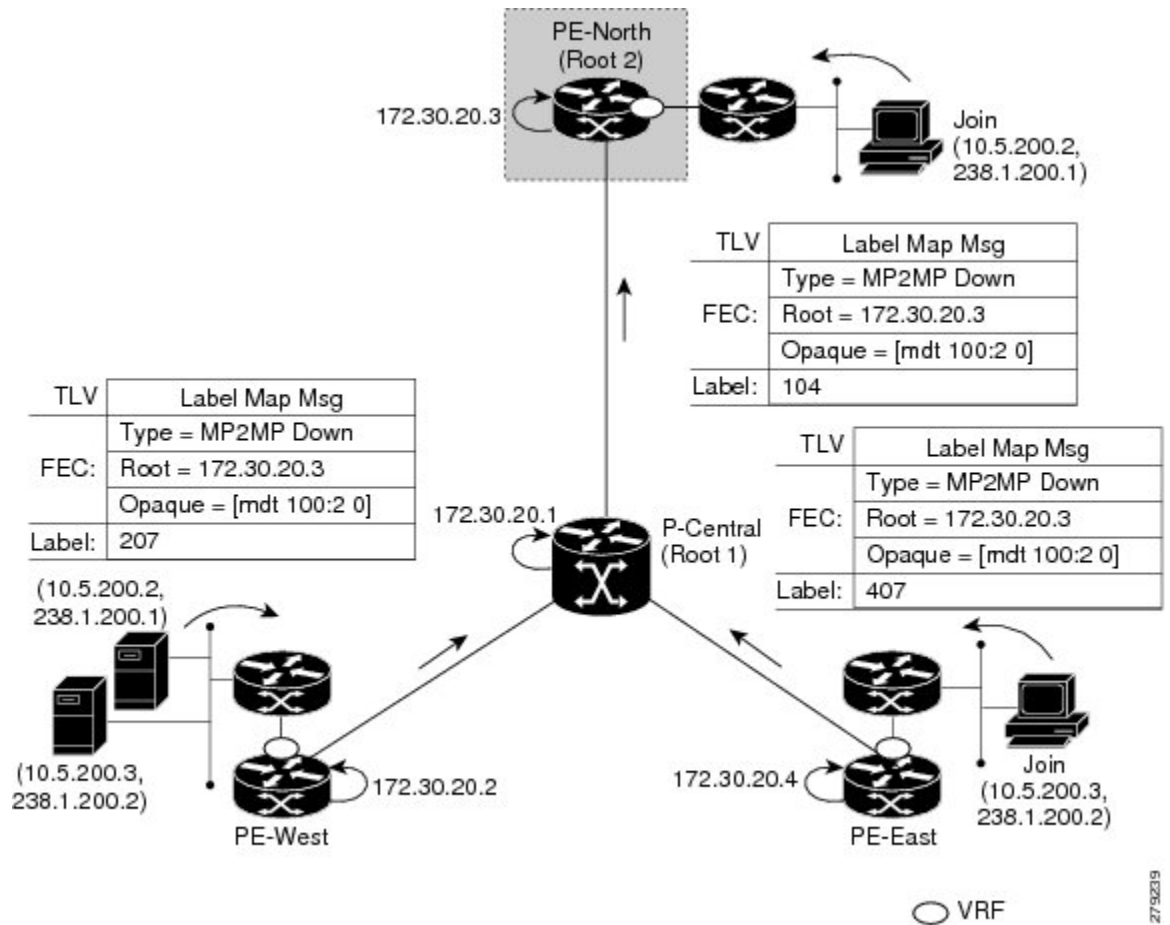 PE-North
(Root 2)
172.30.20.3
Join
(10.5.200.2,
238.1.200.1)
TLV
Label Map Msg
Type = MP2MP Down
FEC:
Root = 172.30.20.3
Opaque = [mdt 100:2 0]
Label:
104
TLV
Label Map Msg
Type = MP2MP Down
FEC:
Root = 172.30.20.3
Opaque = [mdt 100:2 0]
Label:
207
TLV
Label Map Msg
Type = MP2MP Down
FEC:
Root = 172.30.20.3
Opaque = [mdt 100:2 0]
Label:
407
172.30.20.1
P-Central
(Root 1)
(10.5.200.2,
238.1.200.1)
(10.5.200.3,
238.1.200.2)
172.30.20.2
PE-West
172.30.20.4
PE-East
Join
(10.5.200.3,
238.1.200.2)
VRF
279239